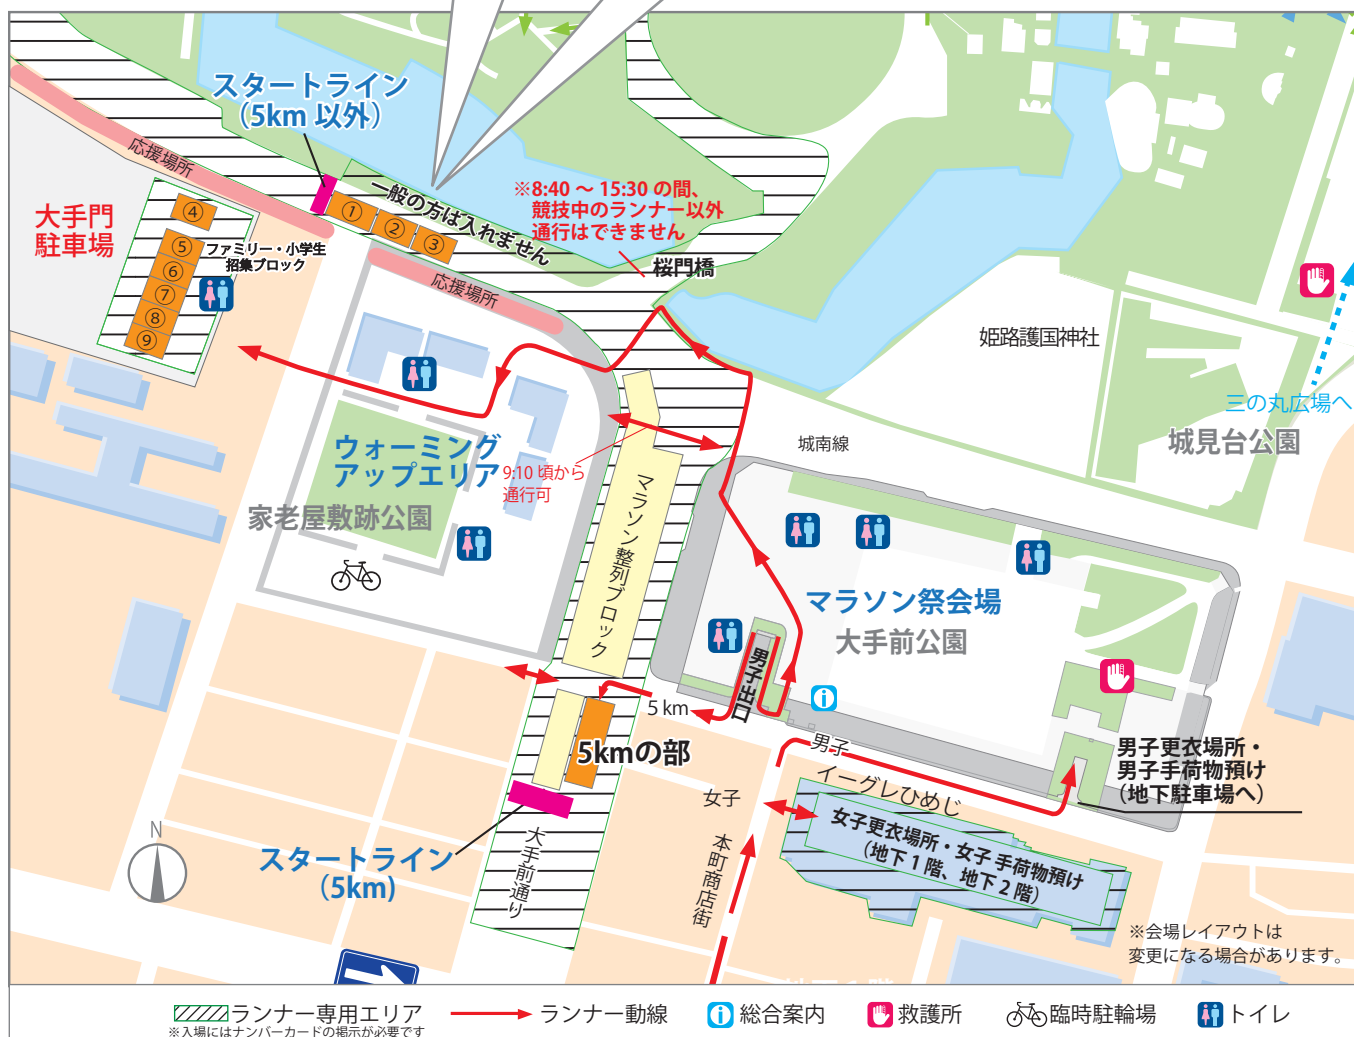 スタートライン
（5km 以外）
応援場所
大手門
駐車場
④
⑤
⑥
⑦
⑧
⑨
ファミリー・小学生
招集ブロック
①
②
③
一般の方は入れません
※8:40 ～ 15:30 の間、
競技中のランナー以外
通行はできません
桜門橋
応援場所
姫路護国神社
三の丸広場へ
城見台公園
城南線
ウォーミング
アップエリア
家老屋敷跡公園
9:10 頃から
通行可
マラソン整列ブロック
マラソン祭会場
大手前公園
男子出口
5 km
5kmの部
男子
イーグレひめじ
女子
男子更衣場所・
男子手荷物預け
（地下駐車場へ）
女子更衣場所・女子手荷物預け
（地下１階、地下２階）
本町商店街
大手前通り
スタートライン
（5km）
N
※会場レイアウトは
変更になる場合があります。
ランナー専用エリア
※入場にはナンバーカードの掲示が必要です
ランナー動線
総合案内
救護所
臨時駐輪場
トイレ